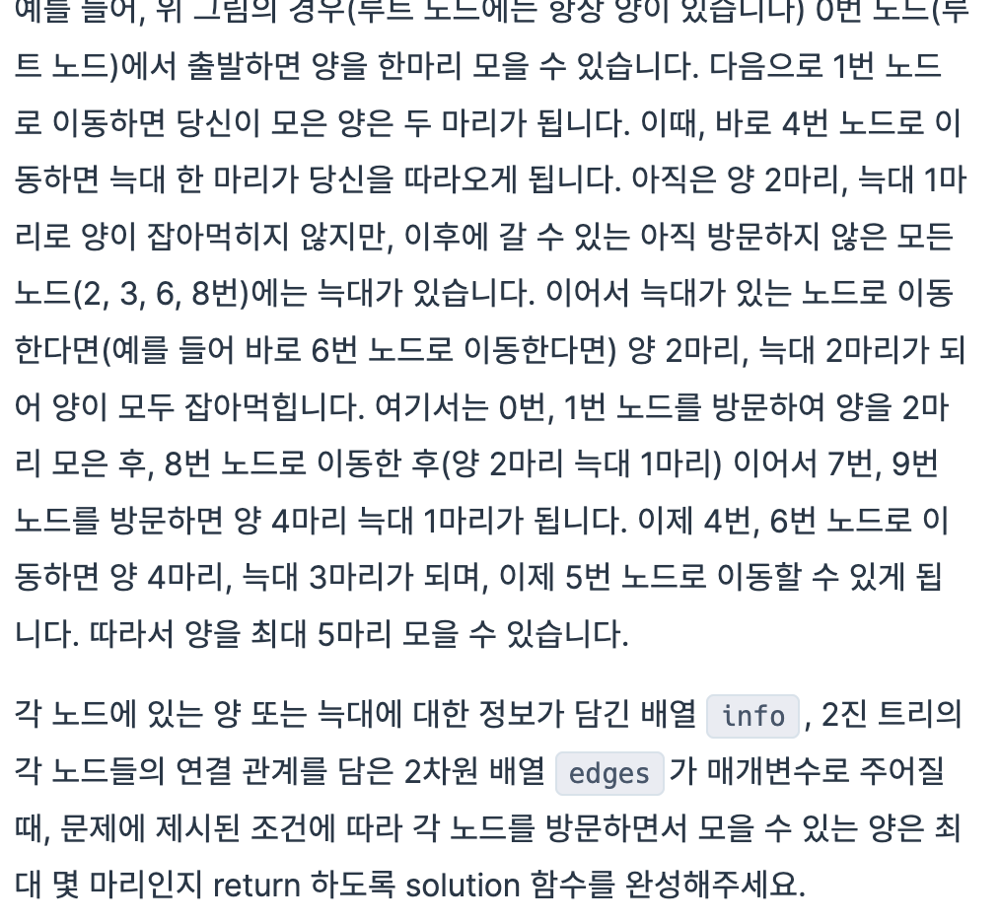 예를 들어, 위 그림의 경우(루트 노드에는 항상 양이 있습니다) 0번 노드(루
트 노드)에서 출발하면 양을 한마리 모을 수 있습니다. 다음으로 1번 노드
로 이동하면 당신이 모은 양은 두 마리가 됩니다. 이때, 바로 4번 노드로 이
동하면 늑대 한 마리가 당신을 따라오게 됩니다. 아직은 양 2마리, 늑대 1마
리로 양이 잡아먹히지 않지만, 이후에 갈 수 있는 아직 방문하지 않은 모든
노드(2, 3, 6, 8번)에는 늑대가 있습니다. 이어서 늑대가 있는 노드로 이동
한다면(예를 들어 바로 6번 노드로 이동한다면) 양 2마리, 늑대 2마리가 되
어 양이 모두 잡아먹힙니다. 여기서는 0번, 1번 노드를 방문하여 양을 2마
리 모은 후, 8번 노드로 이동한 후(양 2마리 늑대 1마리) 이어서 7번, 9번
노드를 방문하면 양 4마리 늑대 1마리가 됩니다. 이제 4번, 6번 노드로 이
동하면 양 4마리, 늑대 3마리가 되며, 이제 5번 노드로 이동할 수 있게 됩
니다. 따라서 양을 최대 5마리 모을 수 있습니다.
각 노드에 있는 양 또는 늑대에 대한 정보가 담긴 배열 info, 2진 트리의
각 노드들의 연결 관계를 담은 2차원 배열 edges가 매개변수로 주어질
때, 문제에 제시된 조건에 따라 각 노드를 방문하면서 모을 수 있는 양은 최
대 몇 마리인지 return 하도록 solution 함수를 완성해주세요.